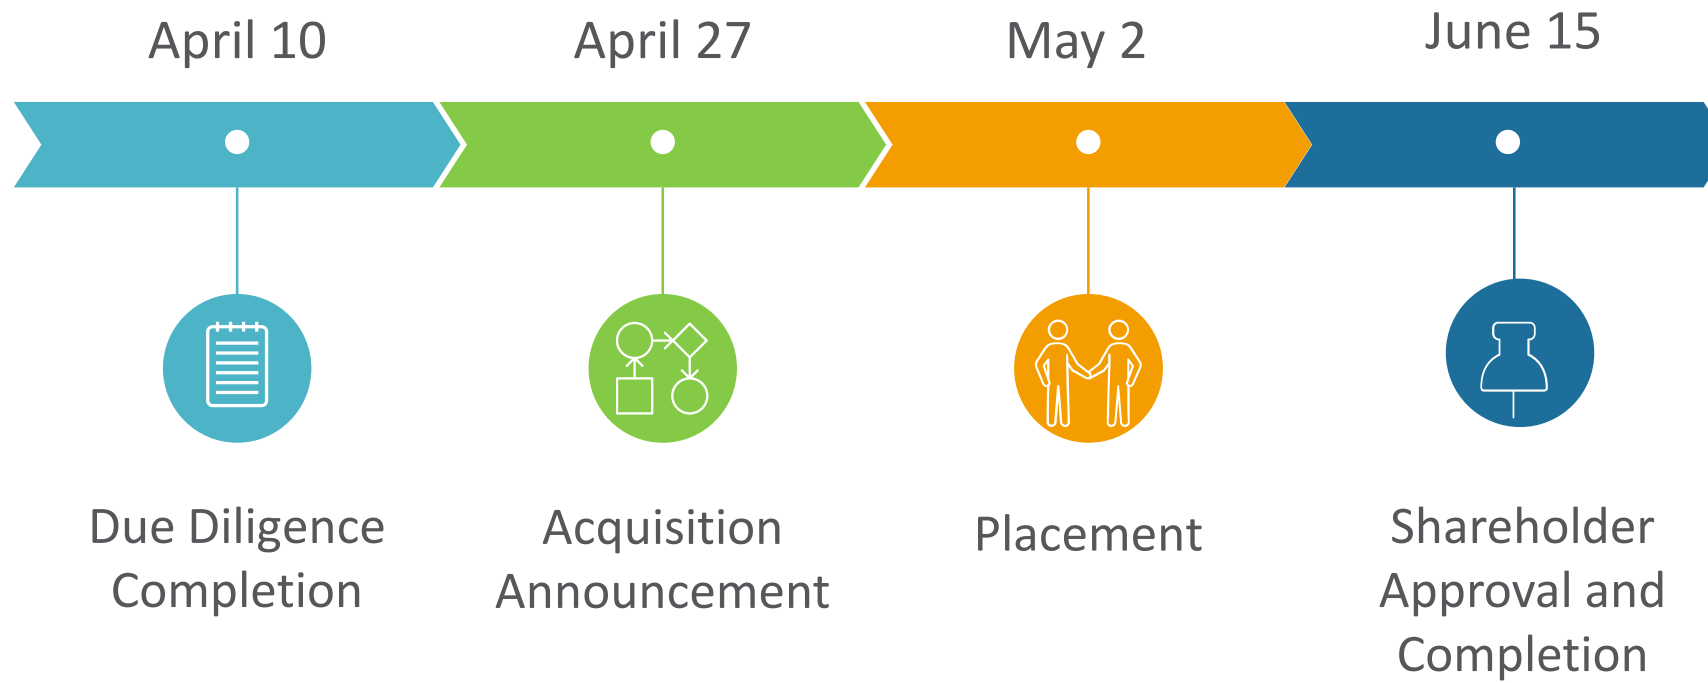 April 10
April 27
May 2
June 15
Due Diligence
Completion
Acquisition
Announcement
Placement
Shareholder
Approval and
Completion